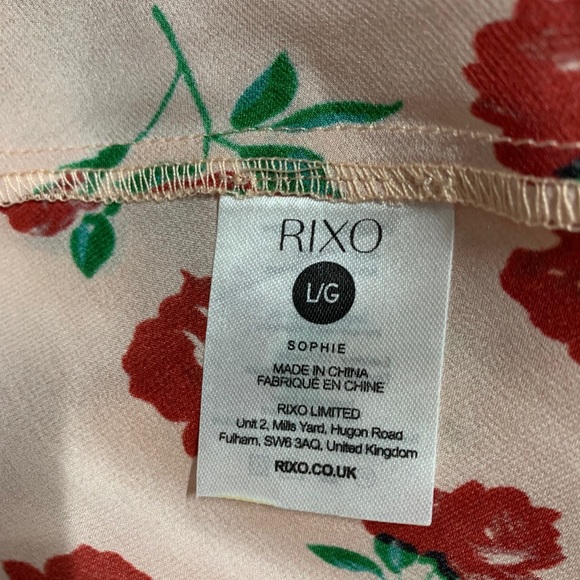 RIXO
L/G
SOPHIE
MADE IN CHINA
FABRIQUÉ EN CHINE
RIXO LIMITED
Unit 2, Mills Yard, Hugon Road
Fulham, SW6 3AQ, United Kingdom
RIXO.CO.UK